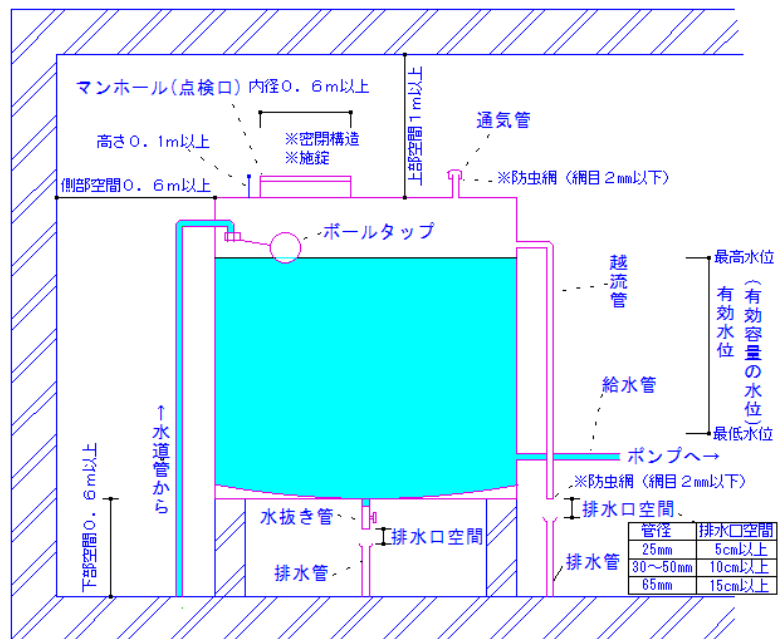 マンホール(点検口)
内径０．６ｍ以上
※密閉構造
※施錠
高さ０．１ｍ以上
側部空間０．６ｍ以上
上部空間１ｍ以上
通気管
※防虫網（網目２㎜以下）
ボールタップ
越流管
最高水位
有効水位
（有効容量の水位）
最低水位
給水管
ポンプへ→
↑水道管から
下部空間０．６ｍ以上
※防虫網（網目２㎜以下）
水抜き管
排水口空間
排水管
排水口空間
排水管
管径 排水口空間
25mm 5cm以上
30～50mm 10cm以上
65mm 15cm以上